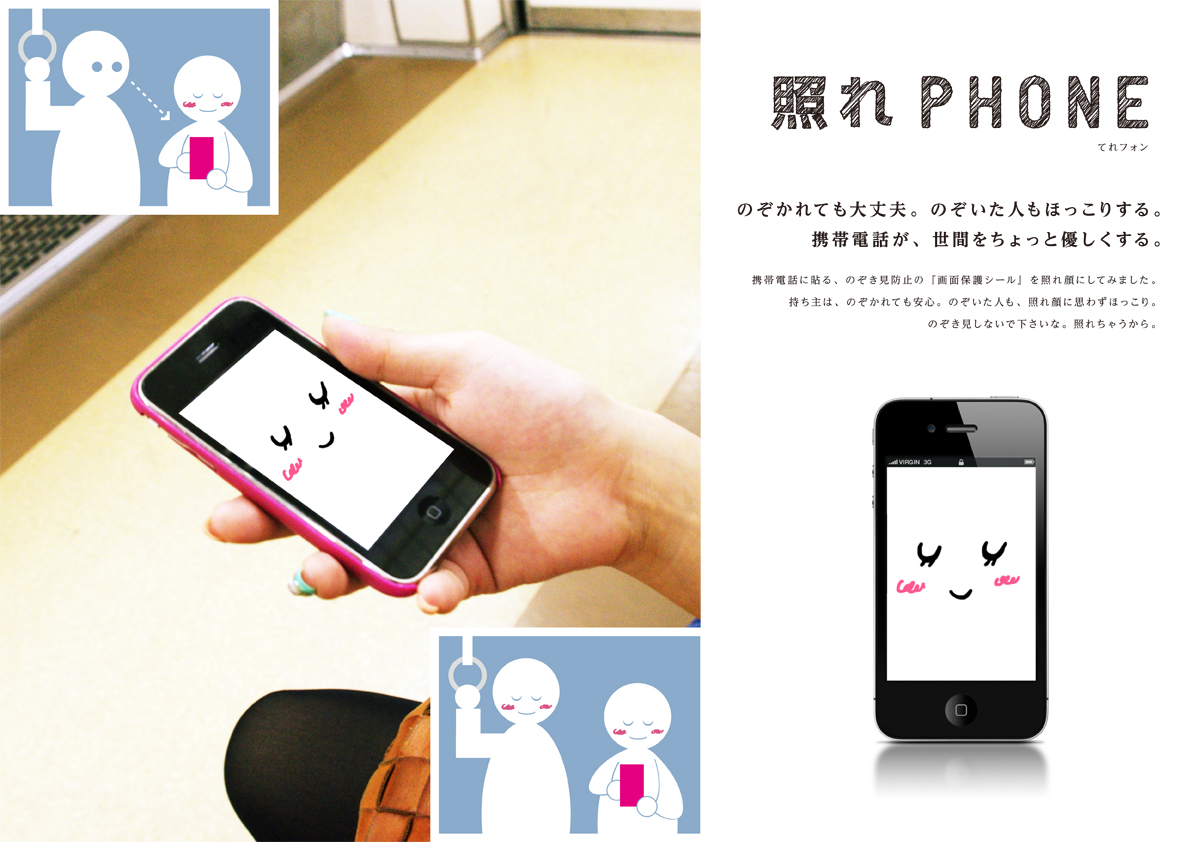 照れ PHONE
てれフォン
のぞかれても大丈夫。のぞいた人もほっこりする。
携帯電話が、世間をちょっと優しくする。
携帯電話に貼る、のぞき見防止の『画面保護シール』を照れ顔にしてみました。
持ち主は、のぞかれても安心。のぞいた人も、照れ顔に思わずほっこり。
のぞき見しないで下さいな。照れちゃうから。
VIRGIN 3G